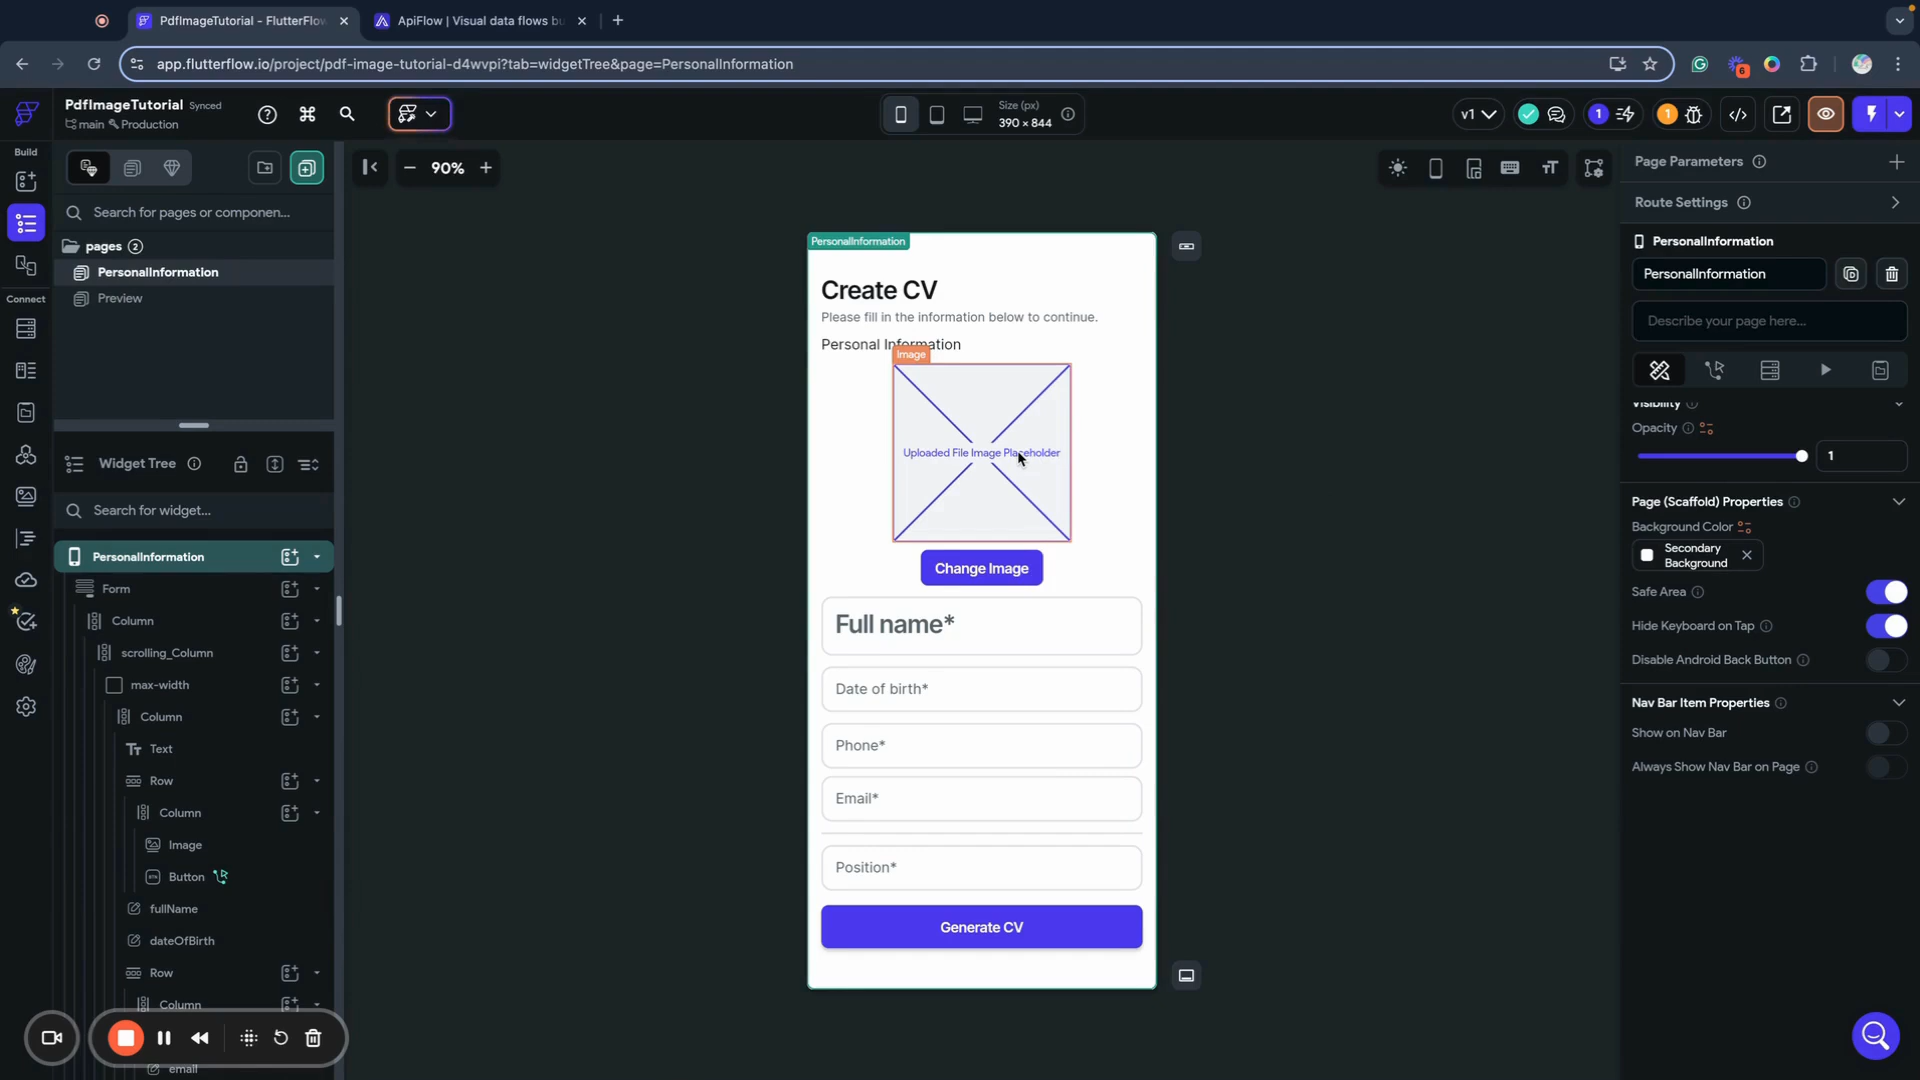 PdfImageTutorial - FlutterFlow
ApiFlow | Visual data flows bu
app.flutterflow.io/project/pdf-image-tutorial-d4wvpi?tab=widgetTree&page=PersonalInformation
6
PdfImageTutorial Synced
main Production
Size (px)
390 × 844
v1
1
1
Build
Connect
Search for pages or componen...
pages 2
PersonalInformation
Preview
Widget Tree
Search for widget...
PersonalInformation
Form
Column
scrolling_Column
max-width
Column
Text
Row
Column
Image
Button
fullName
dateOfBirth
Row
Column
email
90%
PersonalInformation
Create CV
Please fill in the information below to continue.
Personal Information
Image
Uploaded File Image Placeholder
Change Image
Full name*
Date of birth*
Phone*
Email*
Position*
Generate CV
Page Parameters
Route Settings
PersonalInformation
PersonalInformation
Describe your page here...
Visibility
Opacity
1
Page (Scaffold) Properties
Background Color
Secondary
Background
Safe Area
Hide Keyboard on Tap
Disable Android Back Button
Nav Bar Item Properties
Show on Nav Bar
Always Show Nav Bar on Page